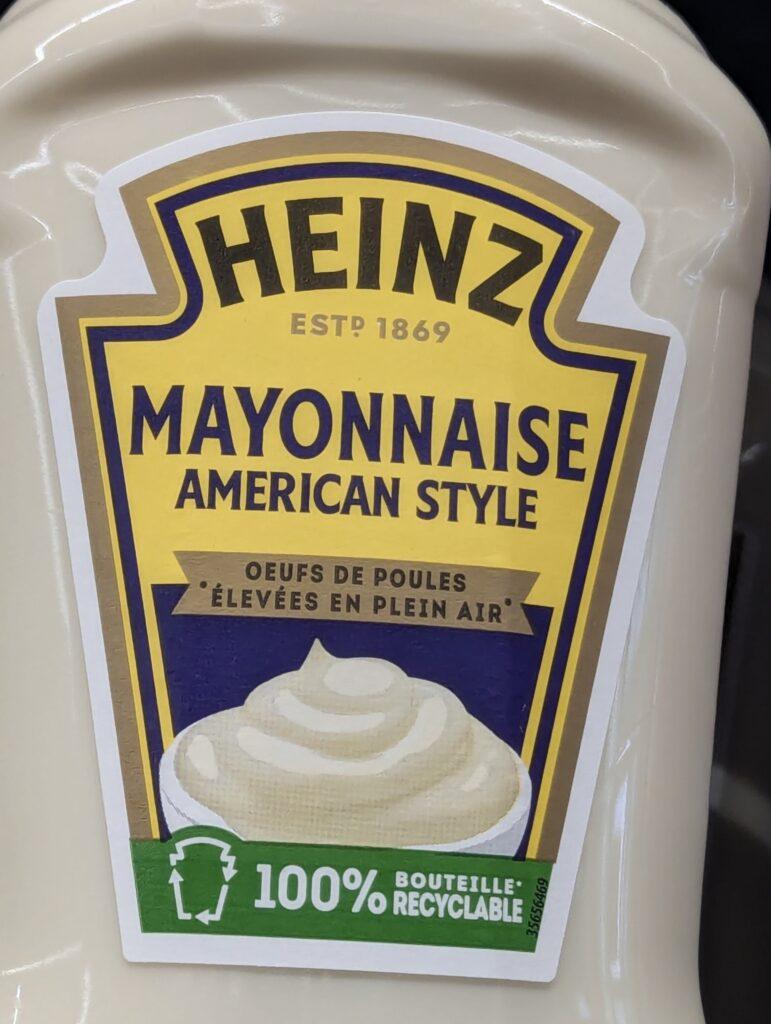 HEINZ
ESTD 1869
MAYONNAISE
AMERICAN STYLE
OEUFS DE POULES
*ÉLEVÉES EN PLEIN AIR*
100% BOUTEILLE*
RECYCLABLE
35656469